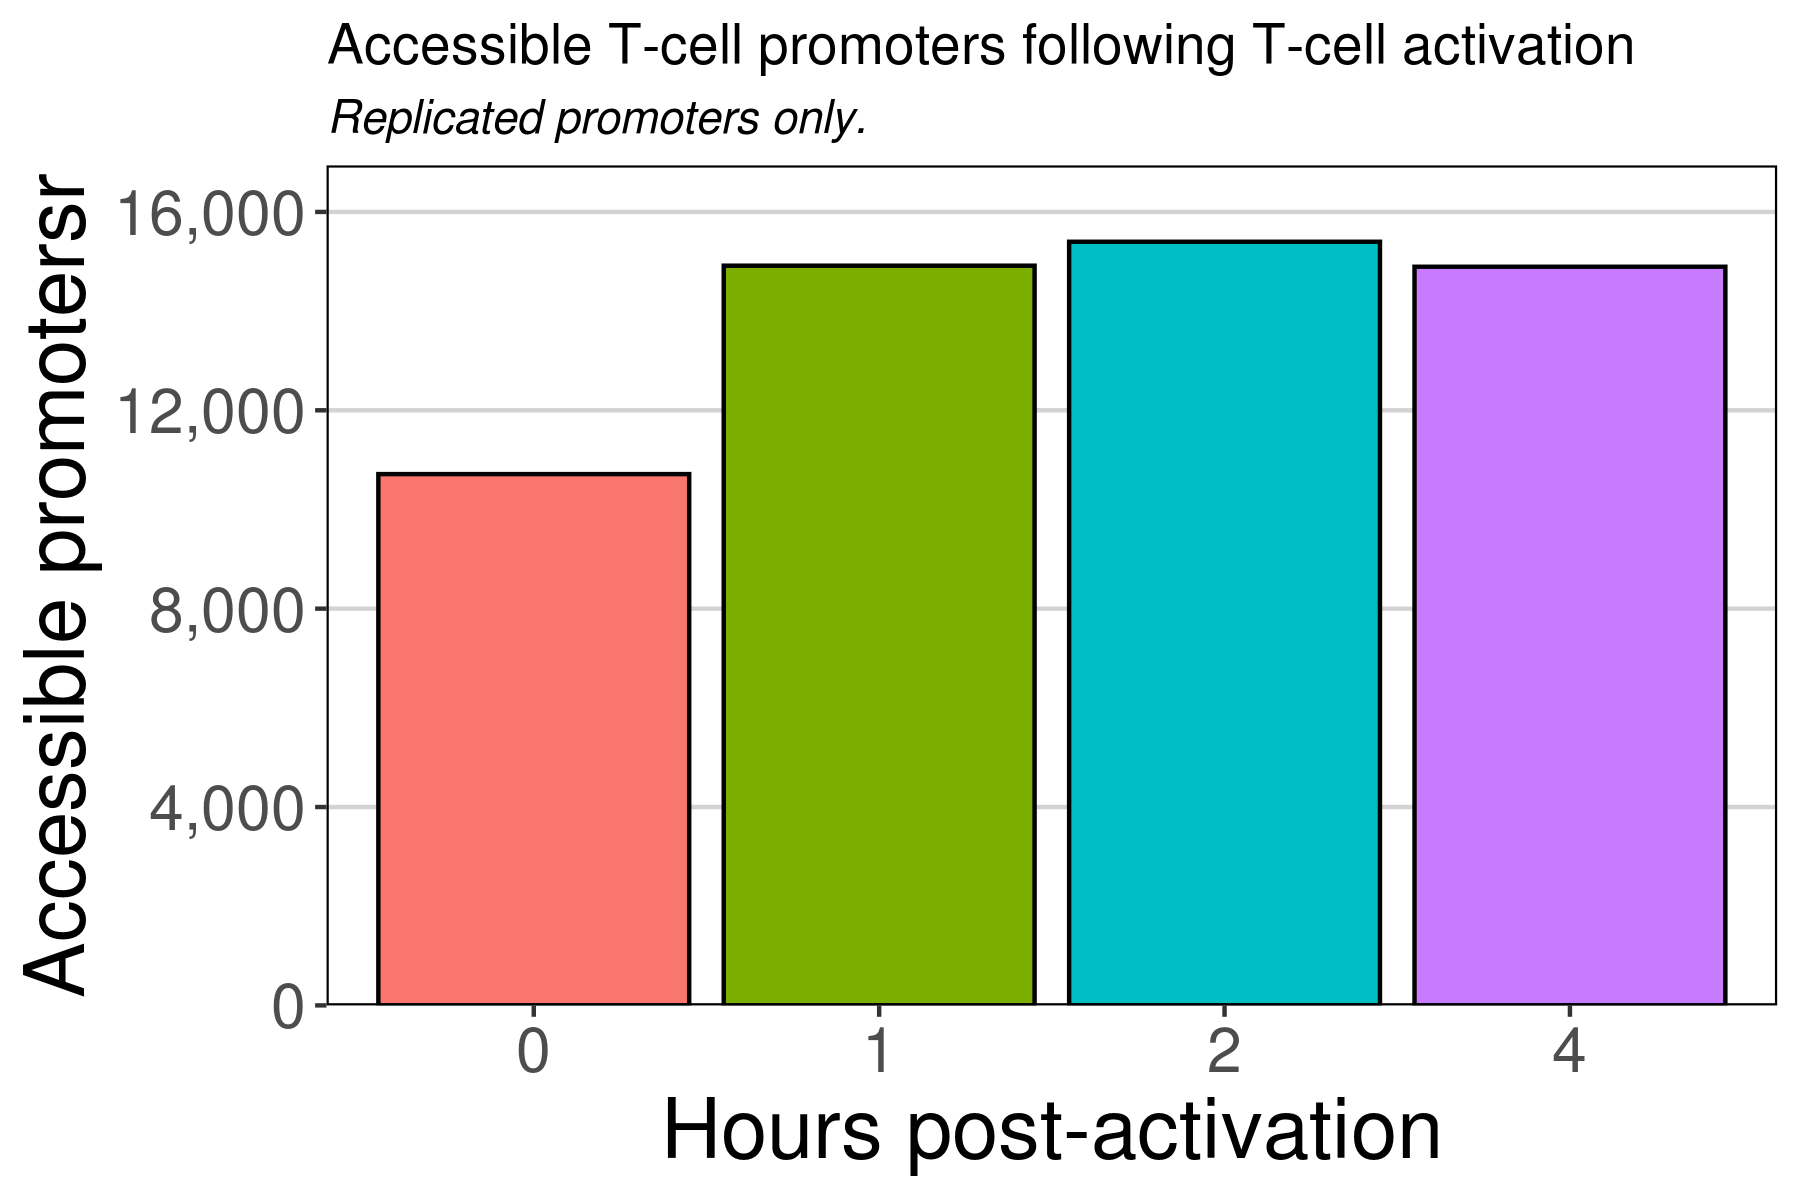 Accessible T-cell promoters following T-cell activation
Replicated promoters only.
Accessible promotersr
16,000
12,000
8,000
4,000
0
0 1 2 4
Hours post-activation